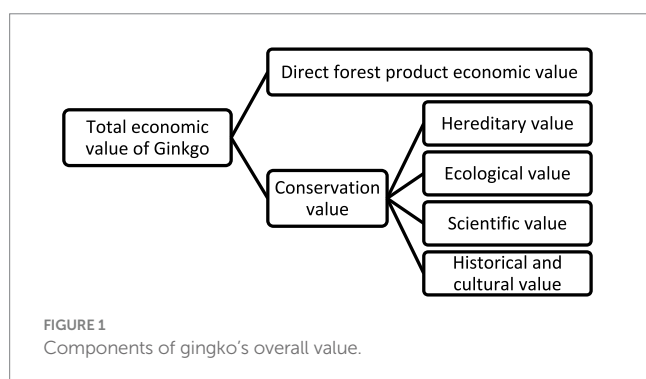 Direct forest product economic value
Total economic
value of Ginkgo
Hereditary value
Ecological value
Conservation
value
Scientific value
Historical and
cultural value
FIGURE 1
Components of gingko's overall value.